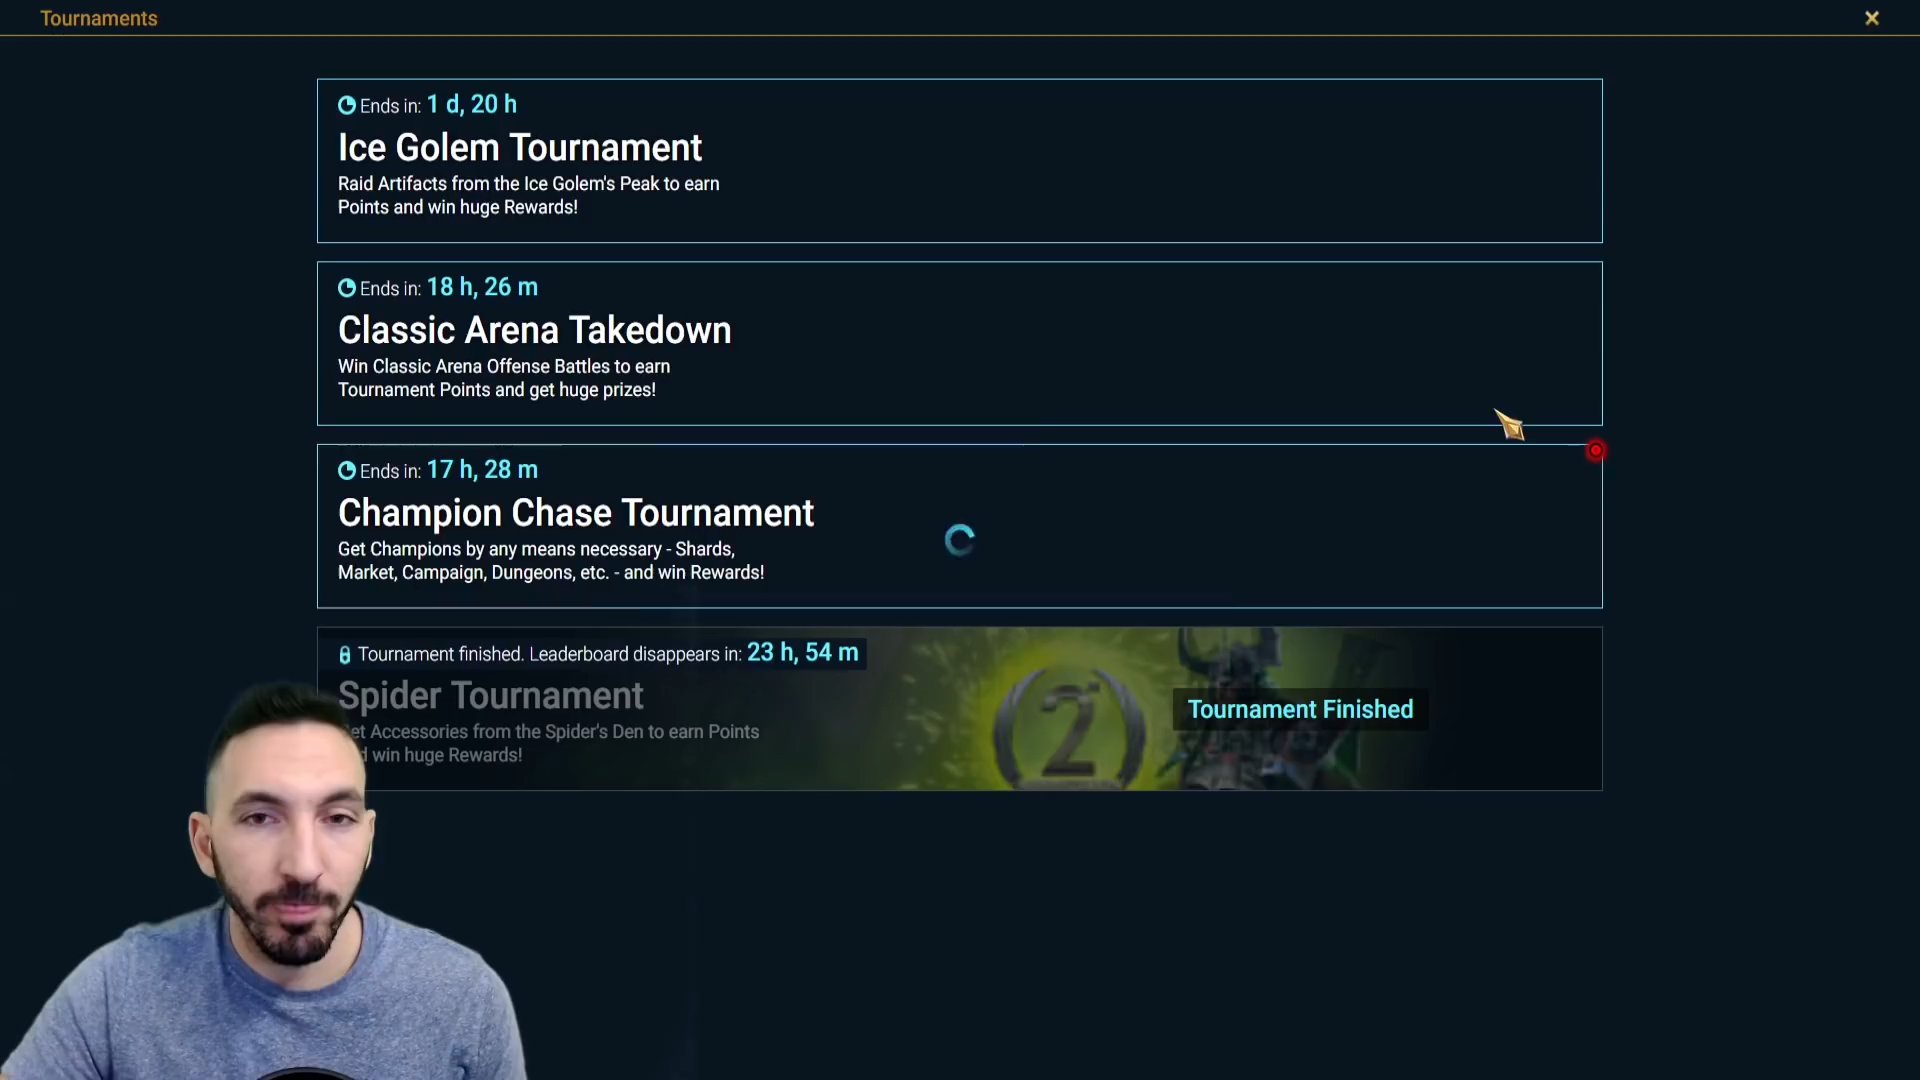 Tournaments
Ends in: 1 d, 20 h
Ice Golem Tournament
Raid Artifacts from the Ice Golem's Peak to earn
Points and win huge Rewards!
Ends in: 18 h, 26 m
Classic Arena Takedown
Win Classic Arena Offense Battles to earn
Tournament Points and get huge prizes!
Ends in: 17 h, 28 m
Champion Chase Tournament
Get Champions by any means necessary - Shards,
Market, Campaign, Dungeons, etc. - and win Rewards!
Tournament finished. Leaderboard disappears in: 23 h, 54 m
Spider Tournament
Accessories from the Spider's Den to earn Points
win huge Rewards!
2
Tournament Finished